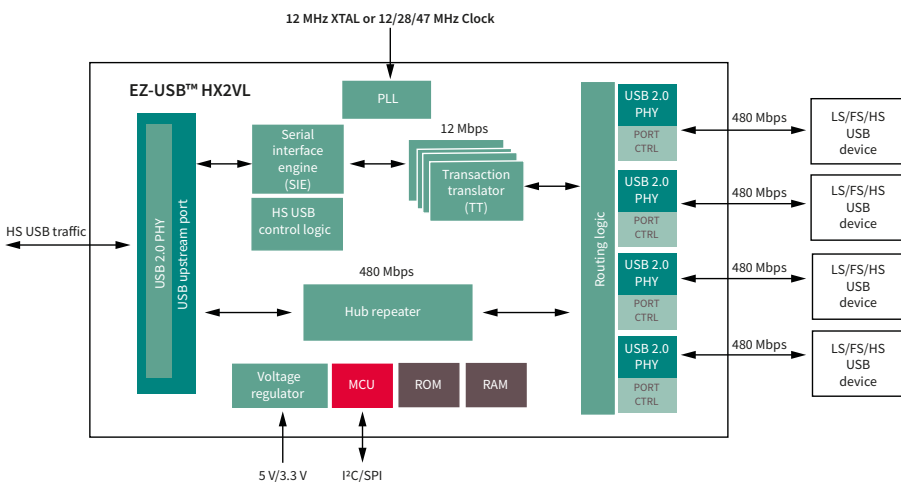 12 MHz XTAL or 12/28/47 MHz Clock
EZ-USB™ HX2VL
PLL
12 Mbps
Serial
interface
engine
(SIE)
Transaction
translator
(TT)
HS USB
control logic
HS USB traffic
USB 2.0 PHY
USB upstream port
480 Mbps
Hub repeater
Voltage
regulator
MCU
ROM
RAM
5 V/3.3 V
I²C/SPI
Routing logic
USB 2.0
PHY
PORT
CTRL
480 Mbps
LS/FS/HS
USB
device
USB 2.0
PHY
PORT
CTRL
480 Mbps
LS/FS/HS
USB
device
USB 2.0
PHY
PORT
CTRL
480 Mbps
LS/FS/HS
USB
device
USB 2.0
PHY
PORT
CTRL
480 Mbps
LS/FS/HS
USB
device